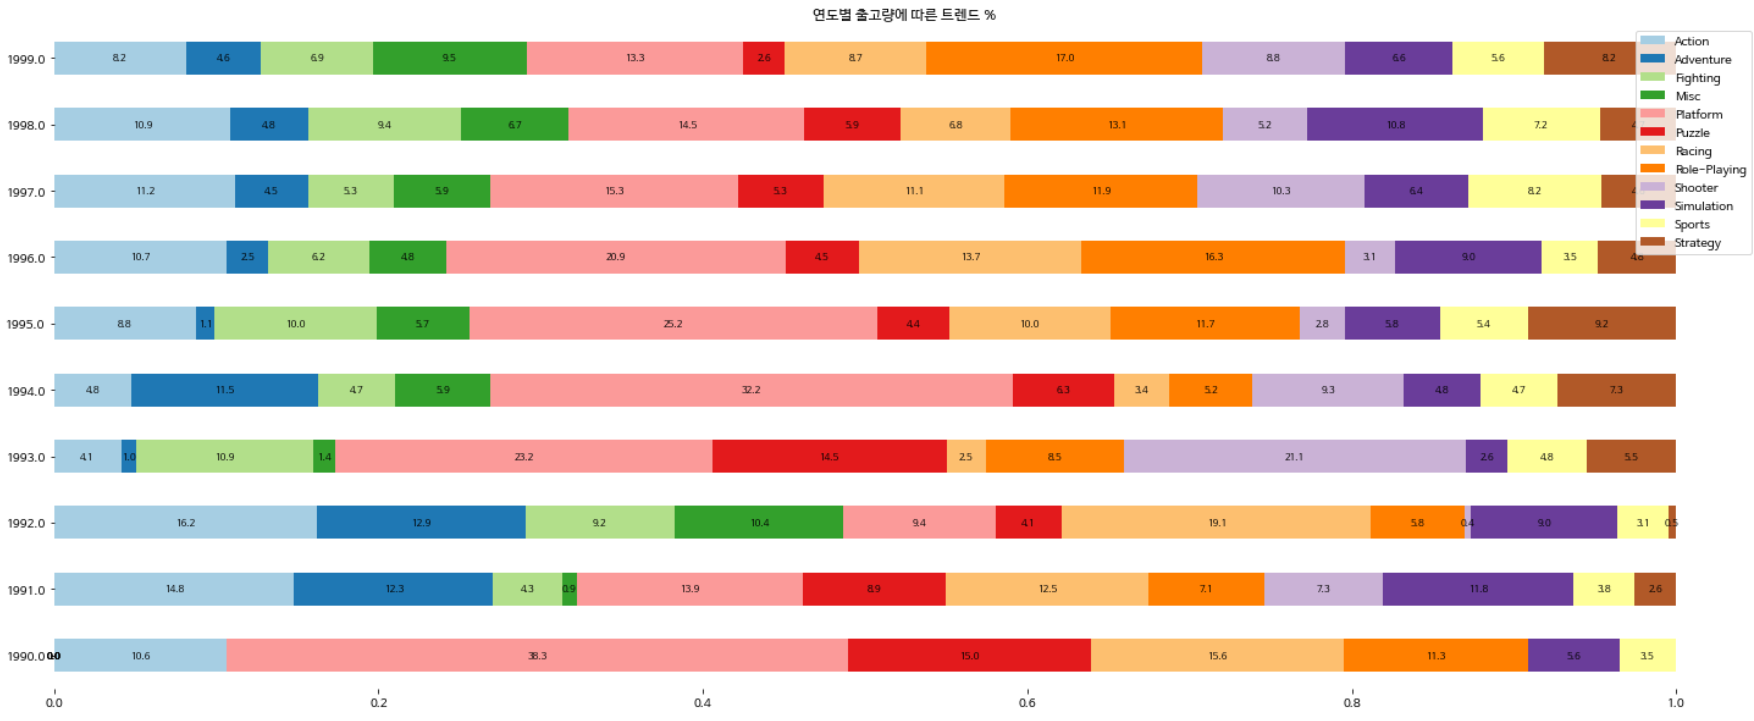 연도별 출고량에 따른 트렌드 %
1999.0 8.2 4.6 6.9 9.5 13.3 2.6 8.7 17.0 8.8 6.6 5.6 8.2
1998.0 10.9 4.8 9.4 6.7 14.5 5.9 6.8 13.1 5.2 10.8 7.2
1997.0 11.2 4.5 5.3 5.9 15.3 5.3 11.1 11.9 10.3 6.4 8.2
1996.0 10.7 2.5 6.2 4.8 20.9 4.5 13.7 16.3 3.1 9.0 3.5 4.8
1995.0 8.8 1.1 10.0 5.7 25.2 4.4 10.0 11.7 2.8 5.8 5.4 9.2
1994.0 4.8 11.5 4.7 5.9 32.2 6.3 3.4 5.2 9.3 4.8 4.7 7.3
1993.0 4.1 1.0 10.9 1.4 23.2 14.5 2.5 8.5 21.1 2.6 4.8 5.5
1992.0 16.2 12.9 9.2 10.4 9.4 4.1 19.1 5.8 0.4 9.0 3.1 0.5
1991.0 14.8 12.3 4.3 0.9 13.9 8.9 12.5 7.1 7.3 11.8 3.8 2.6
1990.0 0.0 10.6 38.3 15.0 15.6 11.3 5.6 3.5
0.0 0.2 0.4 0.6 0.8 1.0
Action
Adventure
Fighting
Misc
Platform
Puzzle
Racing
Role-Playing
Shooter
Simulation
Sports
Strategy